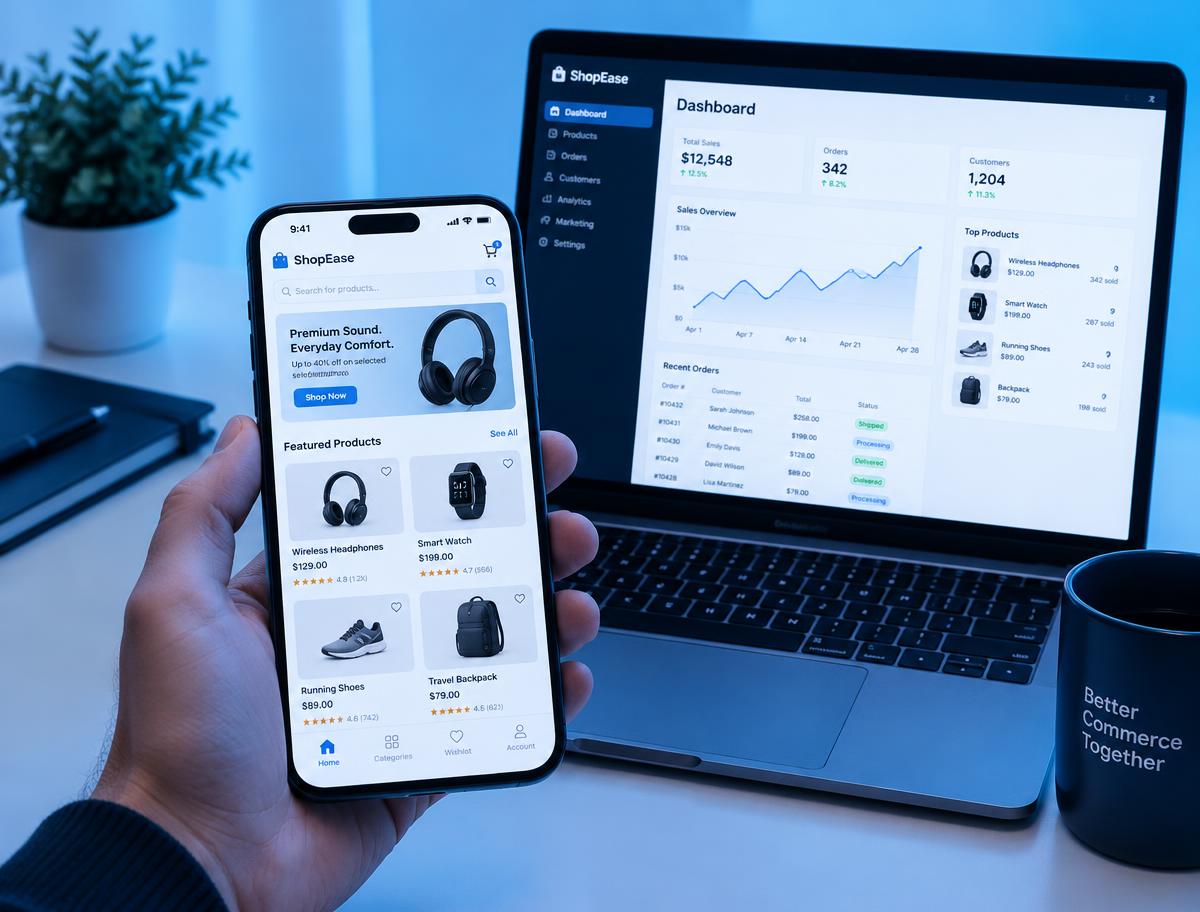 9:41
ShopEase
1
Search for products...
Premium Sound.
Everyday Comfort.
Up to 40% off on selected
Shop Now
Featured Products
See All
Wireless Headphones
$129.00
4.8 (1.2K)
Smart Watch
$199.00
4.7 (556)
Running Shoes
$89.00
4.6 (742)
Travel Backpack
$79.00
4.5 (621)
Home
Categories
Wishlist
Account
ShopEase
Dashboard
Products
Orders
Customers
Analytics
Marketing
Settings
Dashboard
Total Sales
$12,548
↑ 12.5%
Orders
342
↑ 8.2%
Customers
1,204
↑ 11.3%
Sales Overview
$15k
$10k
$5k
$0
Apr 1
Apr 7
Apr 14
Apr 21
Apr 28
Top Products
Wireless Headphones
$129.00
342 sold
Smart Watch
$199.00
287 sold
Running Shoes
$89.00
243 sold
Backpack
$79.00
198 sold
Recent Orders
Order # Customer Total Status
#10432 Sarah Johnson $258.00 Shipped
#10431 Michael Brown $199.00 Processing
#10430 Emily Davis $128.00 Delivered
#10429 David Wilson $89.00 Delivered
#10428 Lisa Martinez $79.00 Processing
Better
Commerce
Together